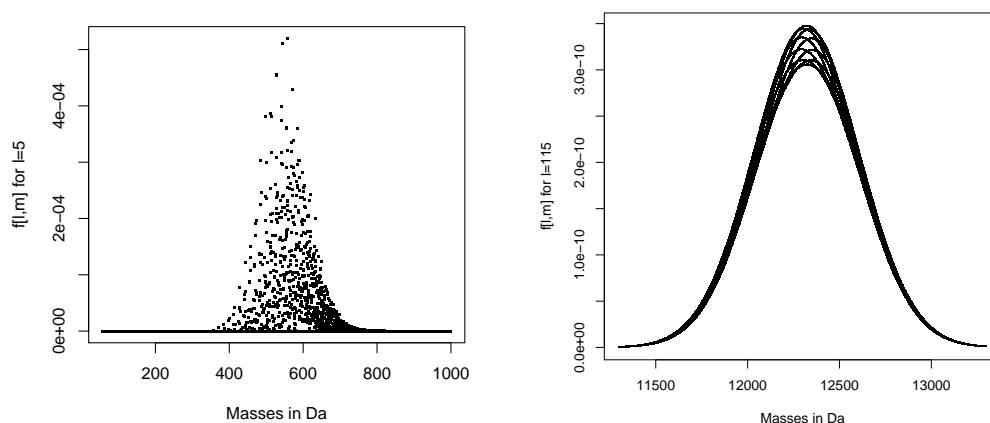 f[l,m] for l=5
4e−04
2e−04
0e+00
200 400 600 800 1000
Masses in Da
f[l,m] for l=115
3.0e−10
2.0e−10
1.0e−10
0.0e+00
11500 12000 12500 13000
Masses in Da